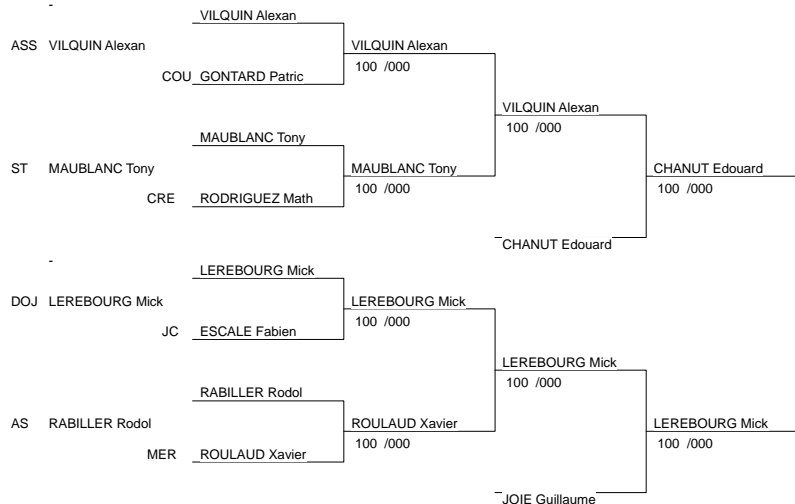 -
VILQUIN Alexan
ASS VILQUIN Alexan VILQUIN Alexan
100 /000
COU GONTARD Patric
VILQUIN Alexan
100 /000
MAUBLANC Tony
ST MAUBLANC Tony MAUBLANC Tony CHANUT Edouard
100 /000 100 /000
CRE RODRIGUEZ Math
CHANUT Edouard
-
LEREBOURG Mick
DOJ LEREBOURG Mick LEREBOURG Mick
100 /000
JC ESCALE Fabien
LEREBOURG Mick
100 /000
RABILLER Rodol
AS RABILLER Rodol ROULAUD Xavier LEREBOURG Mick
100 /000 100 /000
MER ROULAUD Xavier
JOIE Guillaume